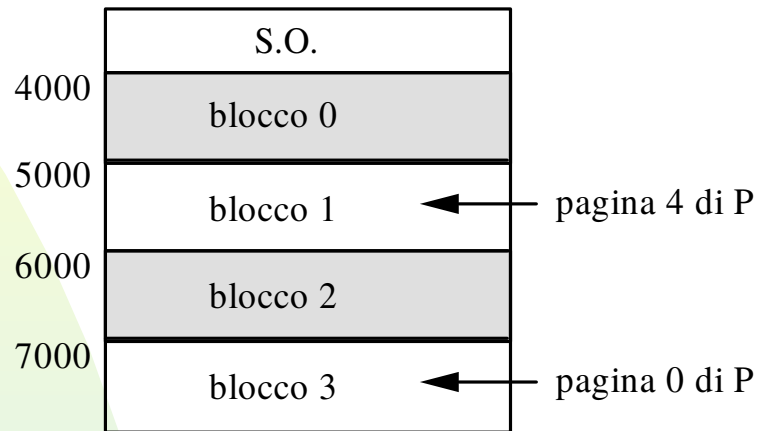 S.O.
4000
blocco 0
5000
blocco 1
pagina 4 di P
6000
blocco 2
7000
blocco 3
pagina 0 di P